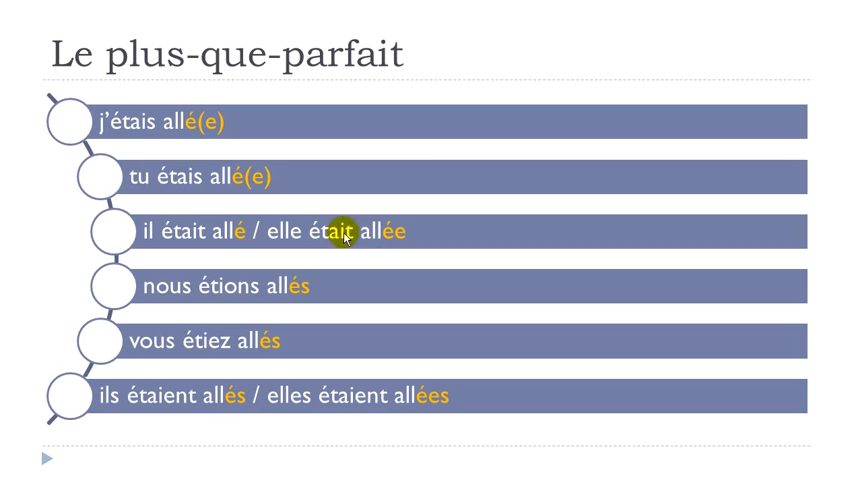 Le plus-que-parfait
j’étais allé(e)
tu étais allé(e)
il était allé / elle était allée
nous étions allés
vous étiez allés
ils étaient allés / elles étaient allées